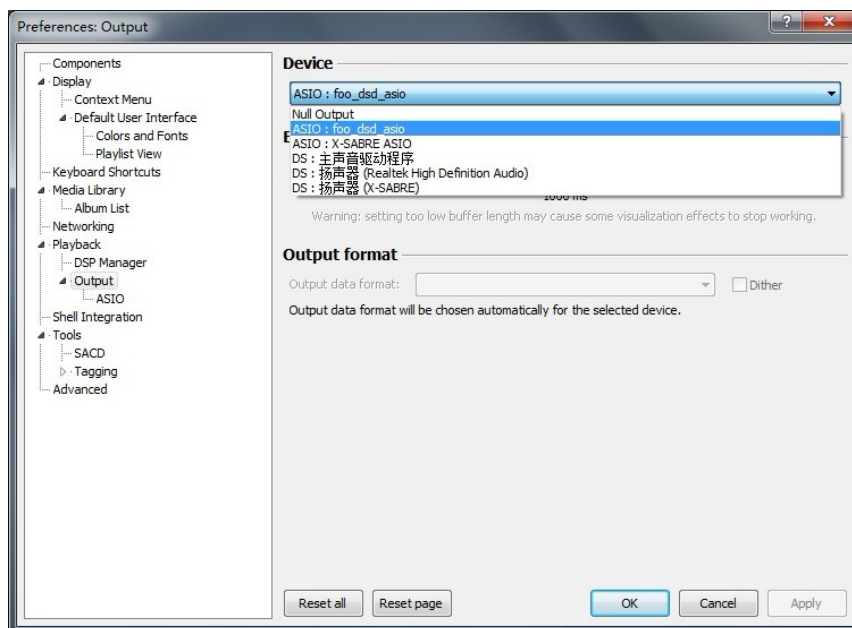 Preferences: Output
Components
Display
Context Menu
Default User Interface
Colors and Fonts
Playlist View
Keyboard Shortcuts
Media Library
Album List
Networking
Playback
DSP Manager
Output
ASIO
Shell Integration
Tools
SACD
Tagging
Advanced
Device
ASIO : foo_dsd_asio
Null Output
ASIO : foo_dsd_asio
ASIO : X-SABRE ASIO
DS : 主声音驱动程序
DS : 扬声器 (Realtek High Definition Audio)
DS : 扬声器 (X-SABRE)
1000 ms
Warning: setting too low buffer length may cause some visualization effects to stop working.
Output format
Output data format:
Dither
Output data format will be chosen automatically for the selected device.
Reset all
Reset page
OK
Cancel
Apply